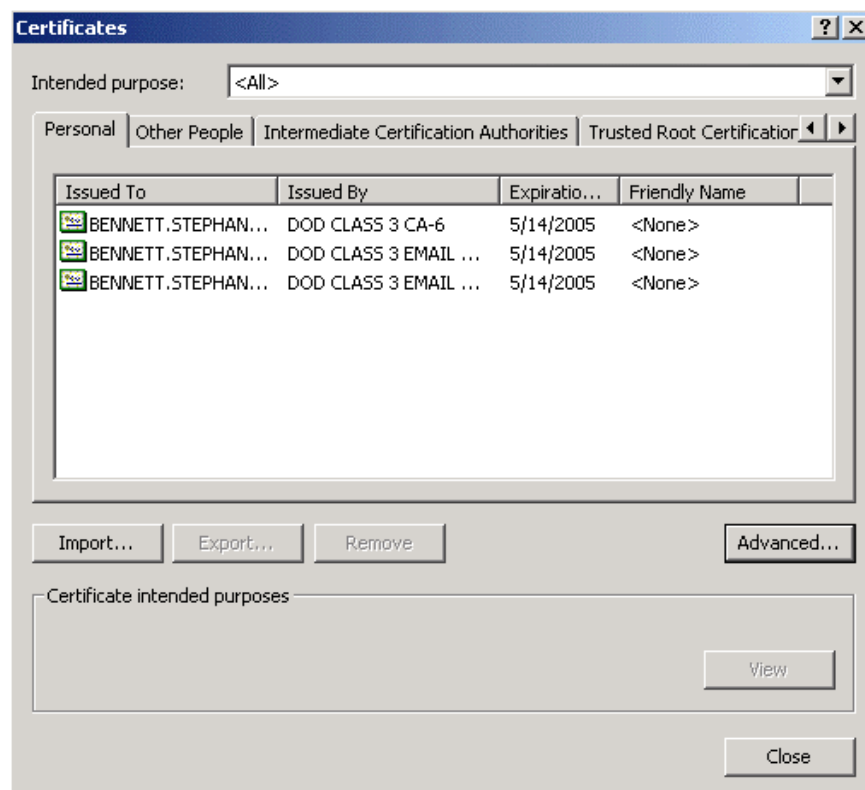 Certificates
Intended purpose: <All>
Personal Other People Intermediate Certification Authorities Trusted Root Certification
Issued To Issued By Expiratio... Friendly Name
BENNETT.STEPHAN... DOD CLASS 3 CA-6 5/14/2005 <None>
BENNETT.STEPHAN... DOD CLASS 3 EMAIL ... 5/14/2005 <None>
BENNETT.STEPHAN... DOD CLASS 3 EMAIL ... 5/14/2005 <None>
Import... Export... Remove Advanced...
Certificate intended purposes
View
Close